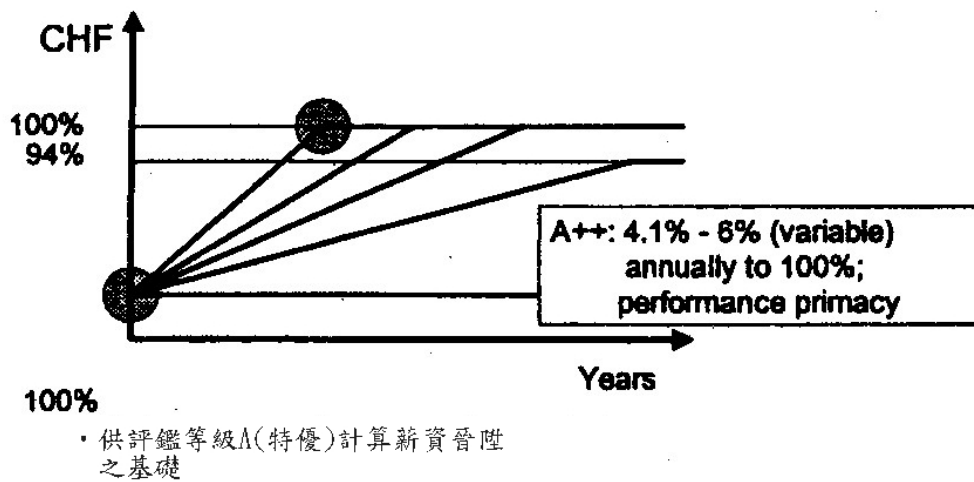 CHF
100%
94%
A++: 4.1% - 6% (variable)
annually to 100%;
performance primacy
Years
100%
・供評鑑等級A(特優)計算薪資晉陞
之基礎